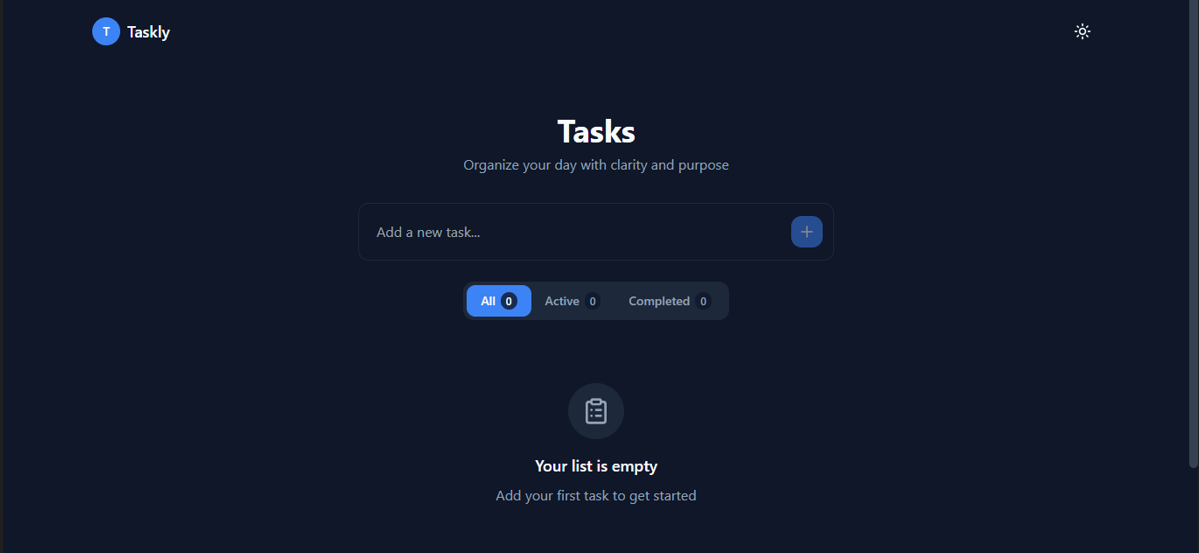 T Taskly
Tasks
Organize your day with clarity and purpose
Add a new task...
All 0 Active 0 Completed 0
Your list is empty
Add your first task to get started